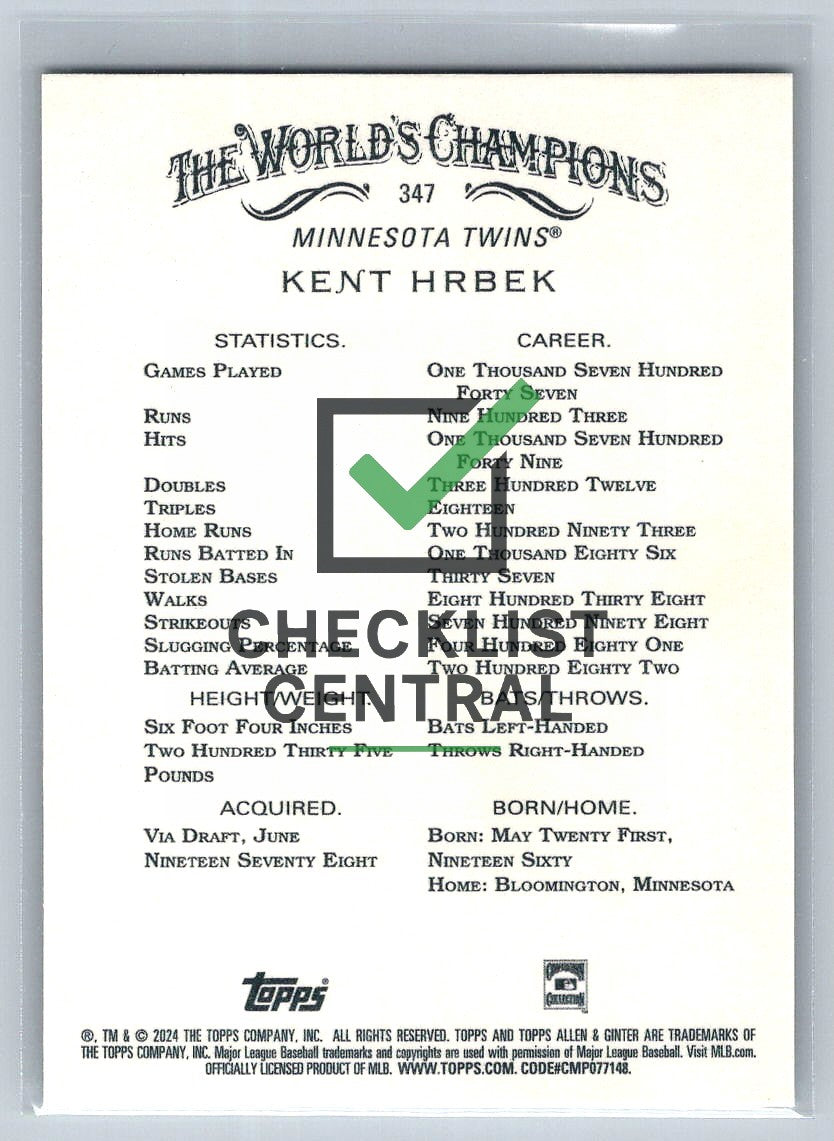 THE WORLD'S CHAMPIONS
347
MINNESOTA TWINS®
KENT HRBEK
STATISTICS. CAREER.
GAMES PLAYED ONE THOUSAND SEVEN HUNDRED
FORTY SEVEN
RUNS NINE HUNDRED THREE
HITS ONE THOUSAND SEVEN HUNDRED
FORTY NINE
DOUBLES THREE HUNDRED TWELVE
TRIPLES EIGHTEEN
HOME RUNS TWO HUNDRED NINETY THREE
RUNS BATTED IN ONE THOUSAND EIGHTY SIX
STOLEN BASES THIRTY SEVEN
WALKS EIGHT HUNDRED THIRTY EIGHT
STRIKEOUTS SEVEN HUNDRED NINETY EIGHT
SLUGGING PERCENTAGE FOUR HUNDRED EIGHTY ONE
BATTING AVERAGE TWO HUNDRED EIGHTY TWO
CHECKLIST
CENTRAL
HEIGHT/WEIGHT. BATS/THROWS.
SIX FOOT FOUR INCHES BATS LEFT-HANDED
TWO HUNDRED THIRTY FIVE THROWS RIGHT-HANDED
POUNDS
ACQUIRED. BORN/HOME.
VIA DRAFT, JUNE BORN: MAY TWENTY FIRST,
NINETEEN SEVENTY EIGHT NINETEEN SIXTY
HOME: BLOOMINGTON, MINNESOTA
topps® COOPERSTOWN COLLECTION
®, TM & © 2024 THE TOPPS COMPANY, INC. ALL RIGHTS RESERVED. TOPPS AND TOPPS ALLEN & GINTER ARE TRADEMARKS OF
THE TOPPS COMPANY, INC. Major League Baseball trademarks and copyrights are used with permission of Major League Baseball. Visit MLB.com.
OFFICIALLY LICENSED PRODUCT OF MLB. WWW.TOPPS.COM. CODE#CMP077148.